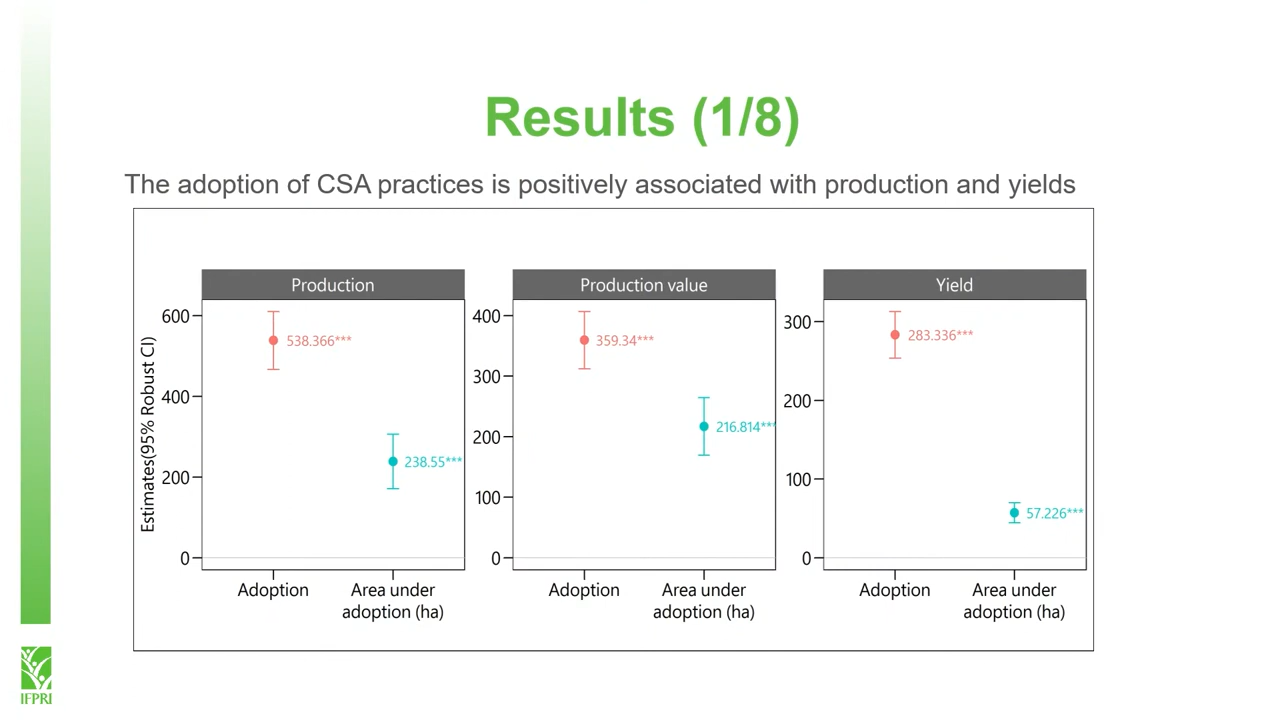 Results (1/8)
The adoption of CSA practices is positively associated with production and yields
Production
Production value
Yield
Estimates(95% Robust CI)
600
400
200
0
538.366***
238.55***
Adoption
Area under
adoption (ha)
400
300
200
100
0
359.34***
216.814***
Adoption
Area under
adoption (ha)
300
200
100
0
283.336***
57.226***
Adoption
Area under
adoption (ha)
IFPRI